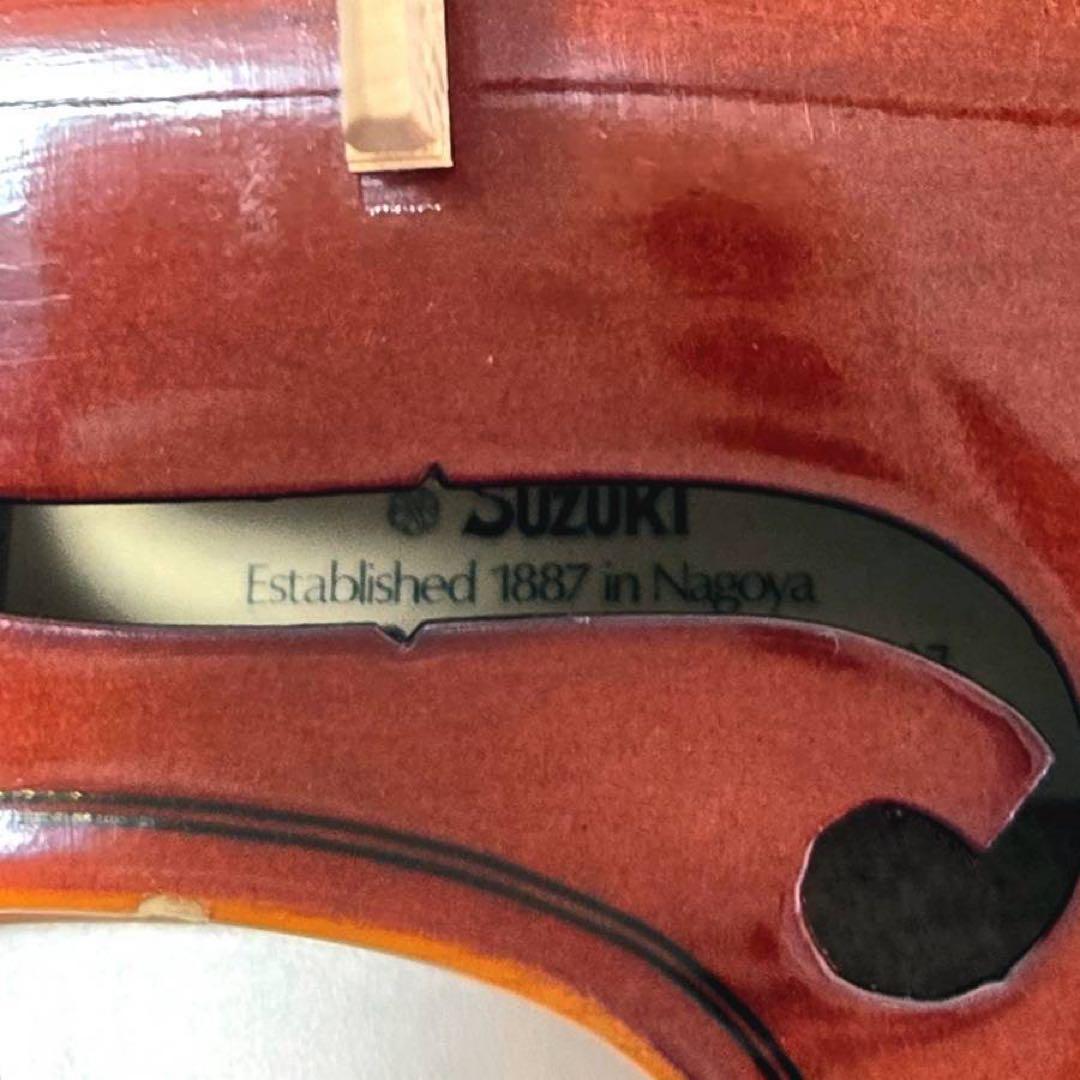 SUZUKI
Established 1887 in Nagoya